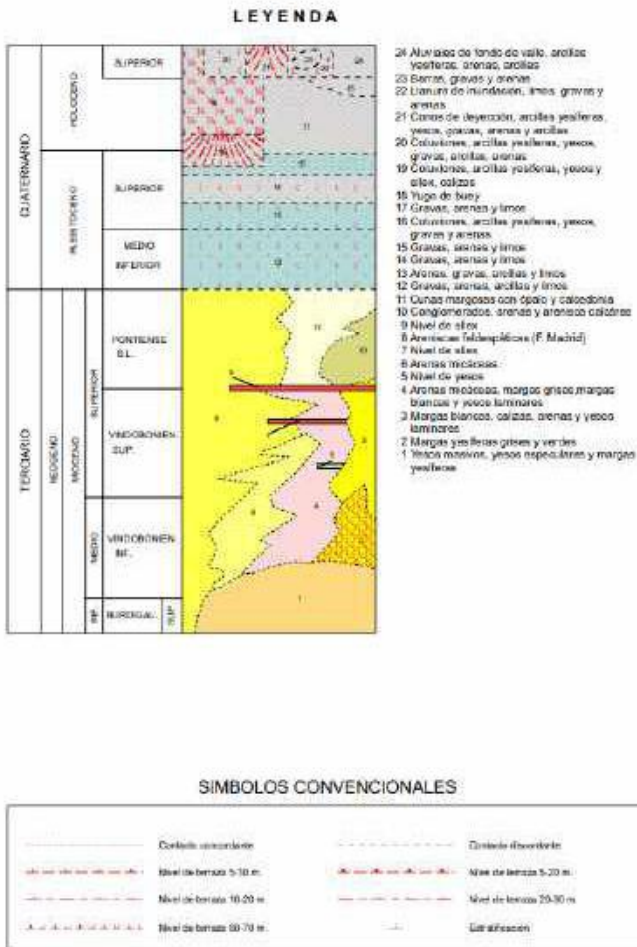 LEYENDA
CUATERNARIO
HOLOCENO
SUPERIOR
PLEISTOCENO
SUPERIOR
MEDIO
INFERIOR
TERCIARIO
NEOGENO
MIOCENO
SUPERIOR
PONTIENSE
S.L.
VINDOBONIEN.
SUP.
MEDIO
VINDOBONIEN.
INF.
INF.
BURDIGAL.
SUP.
24 Aluviales de fondo de valle, arcillas
yesíferas, arenas, arcillas
23 Barras, gravas y arenas
22 Llanura de inundación, limos, gravas y
arenas
21 Conos de deyección, arcillas yesíferas,
yesos, gravas, arenas y arcillas
20 Coluviones, arcillas yesíferas, yesos,
gravas, arcillas, arenas
19 Coluviones, arcillas yesíferas, yesos y
silex, calizas
18 Yugo de buey
17 Gravas, arenas y limos
16 Coluviones, arcillas yesíferas, yesos,
gravas y arenas
15 Gravas, arenas y limos
14 Gravas, arenas y limos
13 Arenas, gravas, arcillas y limos
12 Gravas, arenas, arcillas y limos
11 Cunas margosas con ópalo y calcedonia
10 Conglomerados, arenas y arenisca calcárea
9 Nivel de silex
8 Areniscas feldespáticas (F. Madrid)
7 Nivel de silex
6 Arenas micáceas
5 Nivel de yesos
4 Arenas micáceas, margas grises, margas
blancas y yesos laminares
3 Margas blancas, calizas, arenas y yesos
laminares
2 Margas yesíferas grises y verdes
1 Yesos masivos, yesos especulares y margas
yesíferas
SIMBOLOS CONVENCIONALES
Contacto concordante
Contacto discordante
Nivel de terraza 5-10 m.
Nivel de terraza 5-20 m.
Nivel de terraza 10-20 m.
Nivel de terraza 20-30 m.
Nivel de terraza 60-70 m.
Estratificación